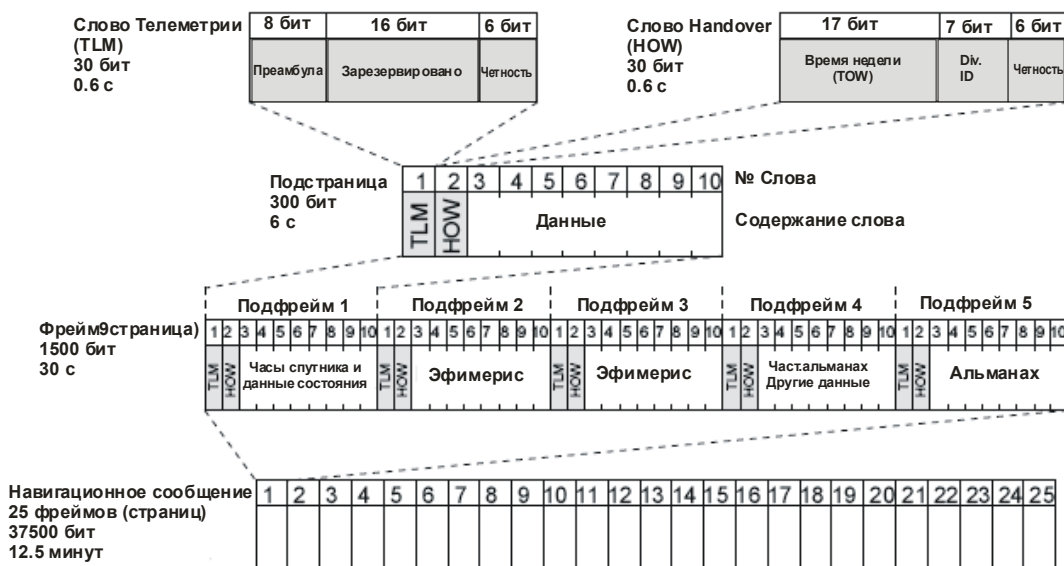 Слово Телеметрии
(TLM)
30 бит
0.6 с
8 бит 16 бит 6 бит
Преамбула Зарезервировано Четность
Слово Handover
(HOW)
30 бит
0.6 с
17 бит 7 бит 6 бит
Время недели
(TOW)
Div.
ID
Четность
Подстраница
300 бит
6 с
1 2 3 4 5 6 7 8 9 10
№ Слова
TLM HOW Данные
Содержание слова
Подфрейм 1 Подфрейм 2 Подфрейм 3 Подфрейм 4 Подфрейм 5
Фрейм9страница)
1500 бит
30 с
1 2 3 4 5 6 7 8 9 10 1 2 3 4 5 6 7 8 9 10 1 2 3 4 5 6 7 8 9 10 1 2 3 4 5 6 7 8 9 10 1 2 3 4 5 6 7 8 9 10
TLM HOW
Часы спутника и
данные состояния
TLM HOW
Эфимерис
TLM HOW
Эфимерис
TLM HOW
Част.альманах
Другие данные
TLM HOW
Альманах
Навигационное сообщение
25 фреймов (страниц)
37500 бит
12.5 минут
1 2 3 4 5 6 7 8 9 10 11 12 13 14 15 16 17 18 19 20 21 22 23 24 25